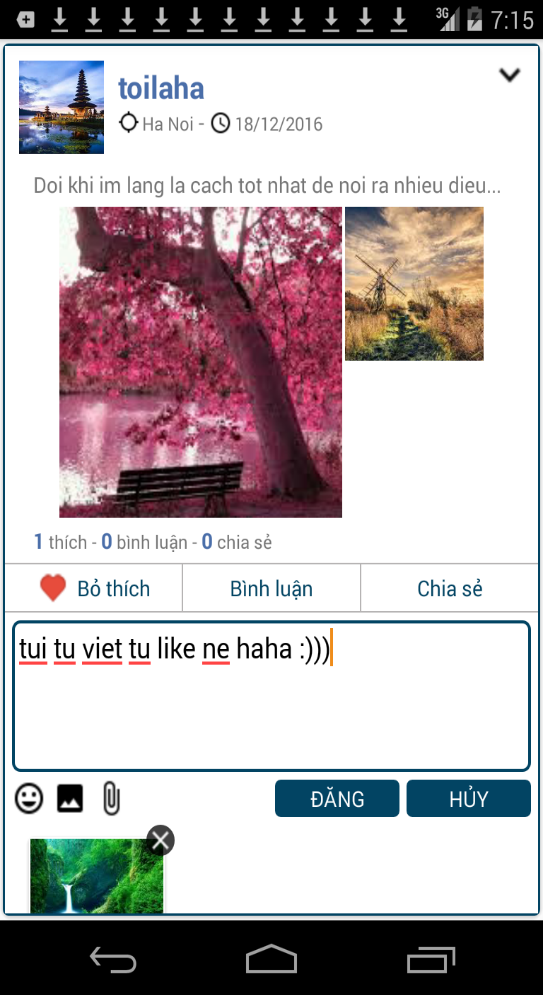 3G 7:15
toilaha
Ha Noi - 18/12/2016
Doi khi im lang la cach tot nhat de noi ra nhieu dieu...
1 thích - 0 bình luận - 0 chia sẻ
Bỏ thích Bình luận Chia sẻ
tui tu viet tu like ne haha :)))
ĐĂNG HỦY